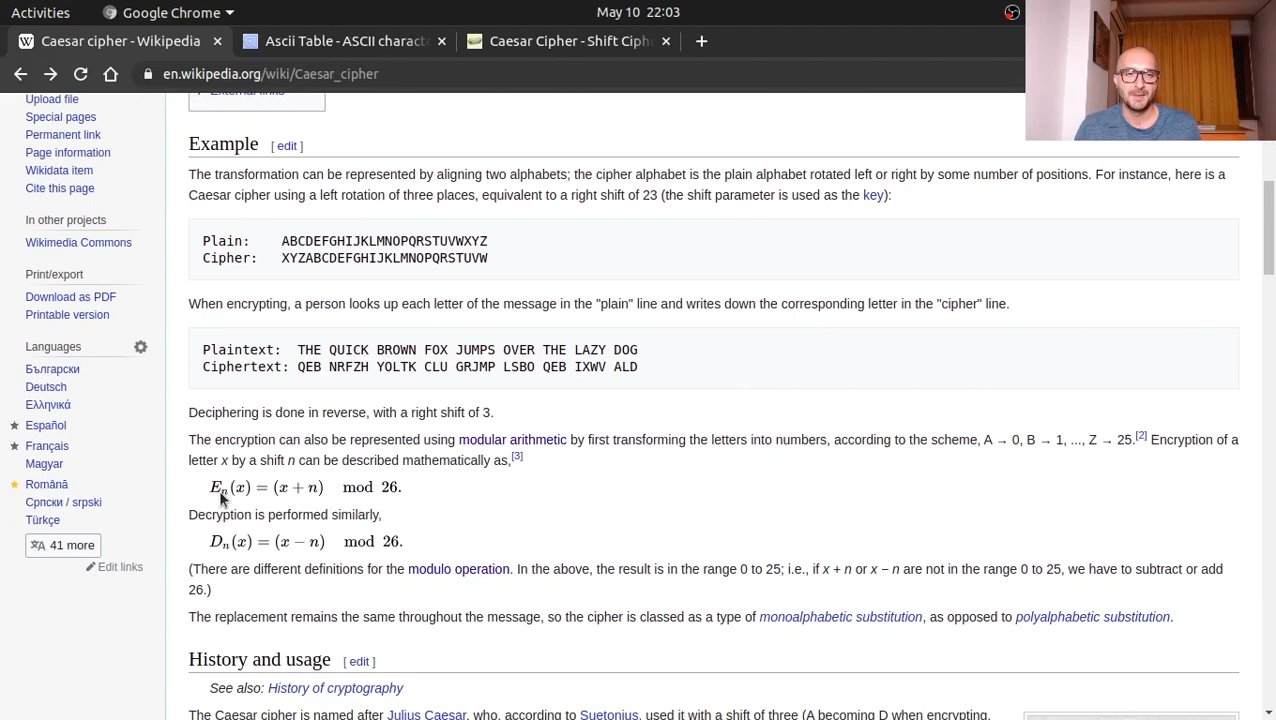 Activities
Google Chrome
May 10 22:03
Caesar cipher - Wikipedia
Ascii Table - ASCII charact
Caesar Cipher - Shift Ciph
en.wikipedia.org/wiki/Caesar_cipher
Upload file
Special pages
Permanent link
Page information
Wikidata item
Cite this page
In other projects
Wikimedia Commons
Print/export
Download as PDF
Printable version
Languages
Български
Deutsch
Ελληνικά
Español
Français
Magyar
Română
Српски / srpski
Türkçe
41 more
Edit links
External links
Example [ edit ]
The transformation can be represented by aligning two alphabets; the cipher alphabet is the plain alphabet rotated left or right by some number of positions. For instance, here is a
Caesar cipher using a left rotation of three places, equivalent to a right shift of 23 (the shift parameter is used as the key):
Plain: ABCDEFGHIJKLMNOPQRSTUVWXYZ
Cipher: XYZABCDEFGHIJKLMNOPQRSTUVW
When encrypting, a person looks up each letter of the message in the "plain" line and writes down the corresponding letter in the "cipher" line.
Plaintext: THE QUICK BROWN FOX JUMPS OVER THE LAZY DOG
Ciphertext: QEB NRFZH YOLTK CLU GRJMP LSBO QEB IXWV ALD
Deciphering is done in reverse, with a right shift of 3.
The encryption can also be represented using modular arithmetic by first transforming the letters into numbers, according to the scheme, A → 0, B → 1, ..., Z → 25.[2] Encryption of a
letter x by a shift n can be described mathematically as,[3]
Eₙ(x) = (x + n) mod 26.
Decryption is performed similarly,
Dₙ(x) = (x − n) mod 26.
(There are different definitions for the modulo operation. In the above, the result is in the range 0 to 25; i.e., if x + n or x − n are not in the range 0 to 25, we have to subtract or add
26.)
The replacement remains the same throughout the message, so the cipher is classed as a type of monoalphabetic substitution, as opposed to polyalphabetic substitution.
History and usage [ edit ]
See also: History of cryptography
The Caesar cipher is named after Julius Caesar, who, according to Suetonius, used it with a shift of three (A becoming D when encrypting,